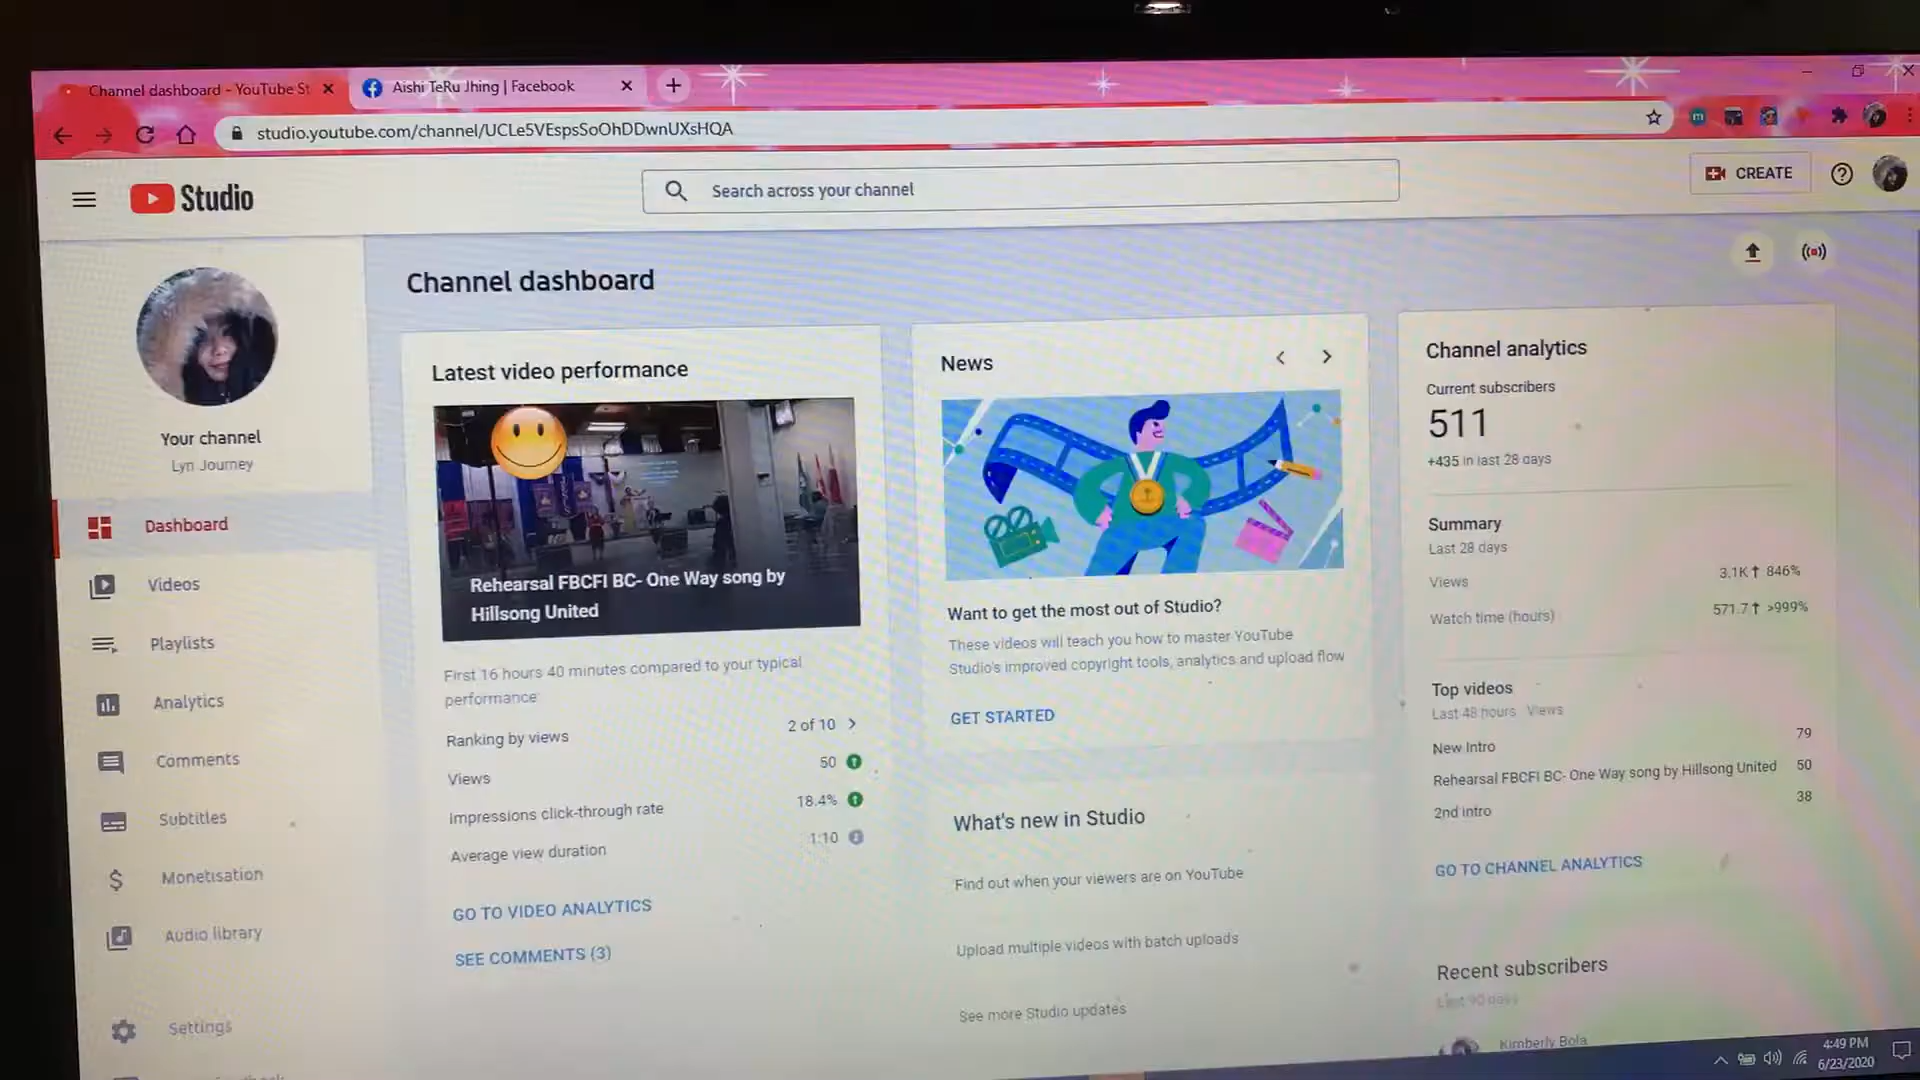 Channel dashboard - YouTube St
Aishi TeRu Jhing | Facebook
studio.youtube.com/channel/UCLe5VEspsSoOhDDwnUXsHQA
Studio
Search across your channel
CREATE
Your channel
Lyn Journey
Dashboard
Videos
Playlists
Analytics
Comments
Subtitles
Monetisation
Audio library
Settings
Channel dashboard
Latest video performance
Rehearsal FBCFI BC- One Way song by
Hillsong United
First 16 hours 40 minutes compared to your typical
performance
Ranking by views 2 of 10
Views 50
Impressions click-through rate 18.4%
Average view duration 1:10
GO TO VIDEO ANALYTICS
SEE COMMENTS (3)
News
Want to get the most out of Studio?
These videos will teach you how to master YouTube
Studio's improved copyright tools, analytics and upload flow
GET STARTED
What's new in Studio
Find out when your viewers are on YouTube
Upload multiple videos with batch uploads
See more Studio updates
Channel analytics
Current subscribers
511
+435 in last 28 days
Summary
Last 28 days
Views 3.1K 846%
Watch time (hours) 571.7 >999%
Top videos
Last 48 hours · Views
New Intro 79
Rehearsal FBCFI BC- One Way song by Hillsong United 50
2nd intro 38
GO TO CHANNEL ANALYTICS
Recent subscribers
Last 90 days
Kimberly Bola
4:49 PM
6/23/2020